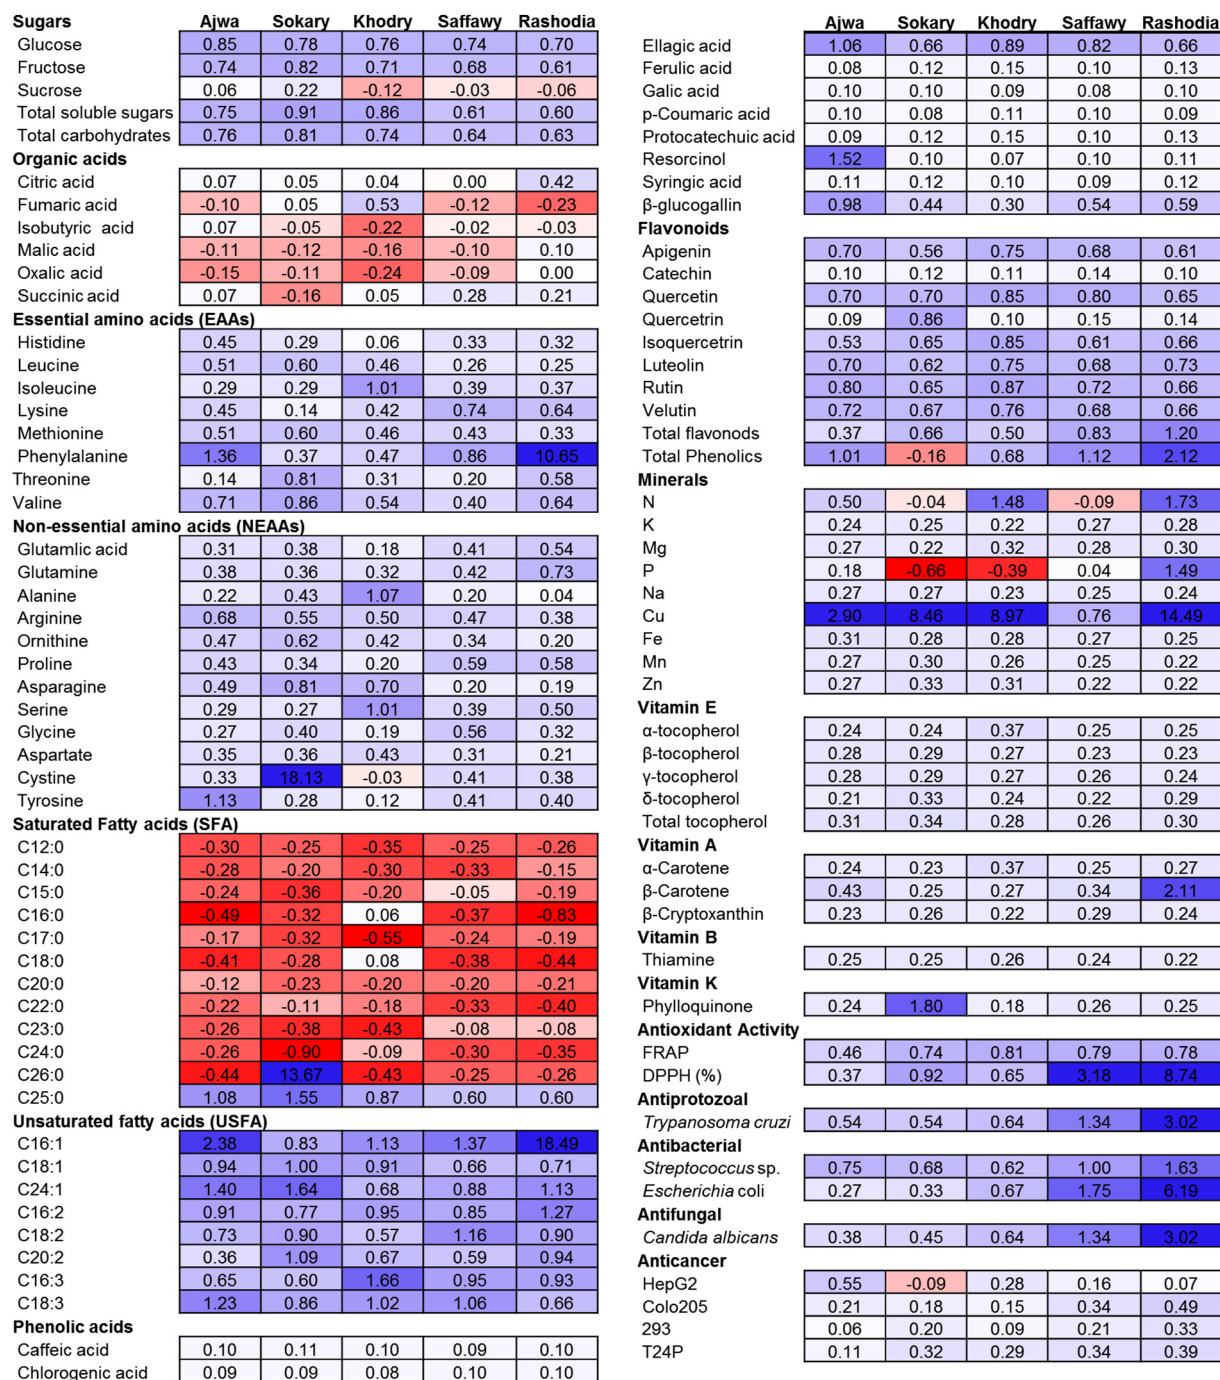 Sugars Ajwa Sokary Khodry Saffawy Rashodia
Glucose 0.85 0.78 0.76 0.74 0.70
Fructose 0.74 0.82 0.71 0.68 0.61
Sucrose 0.06 0.22 -0.12 -0.03 -0.06
Total soluble sugars 0.75 0.91 0.86 0.61 0.60
Total carbohydrates 0.76 0.81 0.74 0.64 0.63
Organic acids
Citric acid 0.07 0.05 0.04 0.00 0.42
Fumaric acid -0.10 0.05 0.53 -0.12 -0.23
Isobutyric acid 0.07 -0.05 -0.22 -0.02 -0.03
Malic acid -0.11 -0.12 -0.16 -0.10 0.10
Oxalic acid -0.15 -0.11 -0.24 -0.09 0.00
Succinic acid 0.07 -0.16 0.05 0.28 0.21
Essential amino acids (EAAs)
Histidine 0.45 0.29 0.06 0.33 0.32
Leucine 0.51 0.60 0.46 0.26 0.25
Isoleucine 0.29 0.29 1.01 0.39 0.37
Lysine 0.45 0.14 0.42 0.74 0.64
Methionine 0.51 0.60 0.46 0.43 0.33
Phenylalanine 1.36 0.37 0.47 0.86 10.65
Threonine 0.14 0.81 0.31 0.20 0.58
Valine 0.71 0.86 0.54 0.40 0.64
Non-essential amino acids (NEAAs)
Glutamlic acid 0.31 0.38 0.18 0.41 0.54
Glutamine 0.38 0.36 0.32 0.42 0.73
Alanine 0.22 0.43 1.07 0.20 0.04
Arginine 0.68 0.55 0.50 0.47 0.38
Ornithine 0.47 0.62 0.42 0.34 0.20
Proline 0.43 0.34 0.20 0.59 0.58
Asparagine 0.49 0.81 0.70 0.20 0.19
Serine 0.29 0.27 1.01 0.39 0.50
Glycine 0.27 0.40 0.19 0.56 0.32
Aspartate 0.35 0.36 0.43 0.31 0.21
Cystine 0.33 18.13 -0.03 0.41 0.38
Tyrosine 1.13 0.28 0.12 0.41 0.40
Saturated Fatty acids (SFA)
C12:0 -0.30 -0.25 -0.35 -0.25 -0.26
C14:0 -0.28 -0.20 -0.30 -0.33 -0.15
C15:0 -0.24 -0.36 -0.20 -0.05 -0.19
C16:0 -0.49 -0.32 0.06 -0.37 -0.83
C17:0 -0.17 -0.32 -0.55 -0.24 -0.19
C18:0 -0.41 -0.28 0.08 -0.38 -0.44
C20:0 -0.12 -0.23 -0.20 -0.20 -0.21
C22:0 -0.22 -0.11 -0.18 -0.33 -0.40
C23:0 -0.26 -0.38 -0.43 -0.08 -0.08
C24:0 -0.26 -0.90 -0.09 -0.30 -0.35
C26:0 -0.44 13.67 -0.43 -0.25 -0.26
C25:0 1.08 1.55 0.87 0.60 0.60
Unsaturated fatty acids (USFA)
C16:1 2.38 0.83 1.13 1.37 18.49
C18:1 0.94 1.00 0.91 0.66 0.71
C24:1 1.40 1.64 0.68 0.88 1.13
C16:2 0.91 0.77 0.95 0.85 1.27
C18:2 0.73 0.90 0.57 1.16 0.90
C20:2 0.36 1.09 0.67 0.59 0.94
C16:3 0.65 0.60 1.66 0.95 0.93
C18:3 1.23 0.86 1.02 1.06 0.66
Phenolic acids
Caffeic acid 0.10 0.11 0.10 0.09 0.10
Chlorogenic acid 0.09 0.09 0.08 0.10 0.10
Ajwa Sokary Khodry Saffawy Rashodia
Ellagic acid 1.06 0.66 0.89 0.82 0.66
Ferulic acid 0.08 0.12 0.15 0.10 0.13
Galic acid 0.10 0.10 0.09 0.08 0.10
p-Coumaric acid 0.10 0.08 0.11 0.10 0.09
Protocatechuic acid 0.09 0.12 0.15 0.10 0.13
Resorcinol 1.52 0.10 0.07 0.10 0.11
Syringic acid 0.11 0.12 0.10 0.09 0.12
β-glucogallin 0.98 0.44 0.30 0.54 0.59
Flavonoids
Apigenin 0.70 0.56 0.75 0.68 0.61
Catechin 0.10 0.12 0.11 0.14 0.10
Quercetin 0.70 0.70 0.85 0.80 0.65
Quercetrin 0.09 0.86 0.10 0.15 0.14
Isoquercetrin 0.53 0.65 0.85 0.61 0.66
Luteolin 0.70 0.62 0.75 0.68 0.73
Rutin 0.80 0.65 0.87 0.72 0.66
Velutin 0.72 0.67 0.76 0.68 0.66
Total flavonods 0.37 0.66 0.50 0.83 1.20
Total Phenolics 1.01 -0.16 0.68 1.12 2.12
Minerals
N 0.50 -0.04 1.48 -0.09 1.73
K 0.24 0.25 0.22 0.27 0.28
Mg 0.27 0.22 0.32 0.28 0.30
P 0.18 -0.66 -0.39 0.04 1.49
Na 0.27 0.27 0.23 0.25 0.24
Cu 2.90 8.46 8.97 0.76 14.49
Fe 0.31 0.28 0.28 0.27 0.25
Mn 0.27 0.30 0.26 0.25 0.22
Zn 0.27 0.33 0.31 0.22 0.22
Vitamin E
α-tocopherol 0.24 0.24 0.37 0.25 0.25
β-tocopherol 0.28 0.29 0.27 0.23 0.23
γ-tocopherol 0.28 0.29 0.27 0.26 0.24
δ-tocopherol 0.21 0.33 0.24 0.22 0.29
Total tocopherol 0.31 0.34 0.28 0.26 0.30
Vitamin A
α-Carotene 0.24 0.23 0.37 0.25 0.27
β-Carotene 0.43 0.25 0.27 0.34 2.11
β-Cryptoxanthin 0.23 0.26 0.22 0.29 0.24
Vitamin B
Thiamine 0.25 0.25 0.26 0.24 0.22
Vitamin K
Phylloquinone 0.24 1.80 0.18 0.26 0.25
Antioxidant Activity
FRAP 0.46 0.74 0.81 0.79 0.78
DPPH (%) 0.37 0.92 0.65 3.18 8.74
Antiprotozoal
Trypanosoma cruzi 0.54 0.54 0.64 1.34 3.02
Antibacterial
Streptococcus sp. 0.75 0.68 0.62 1.00 1.63
Escherichia coli 0.27 0.33 0.67 1.75 6.19
Antifungal
Candida albicans 0.38 0.45 0.64 1.34 3.02
Anticancer
HepG2 0.55 -0.09 0.28 0.16 0.07
Colo205 0.21 0.18 0.15 0.34 0.49
293 0.06 0.20 0.09 0.21 0.33
T24P 0.11 0.32 0.29 0.34 0.39